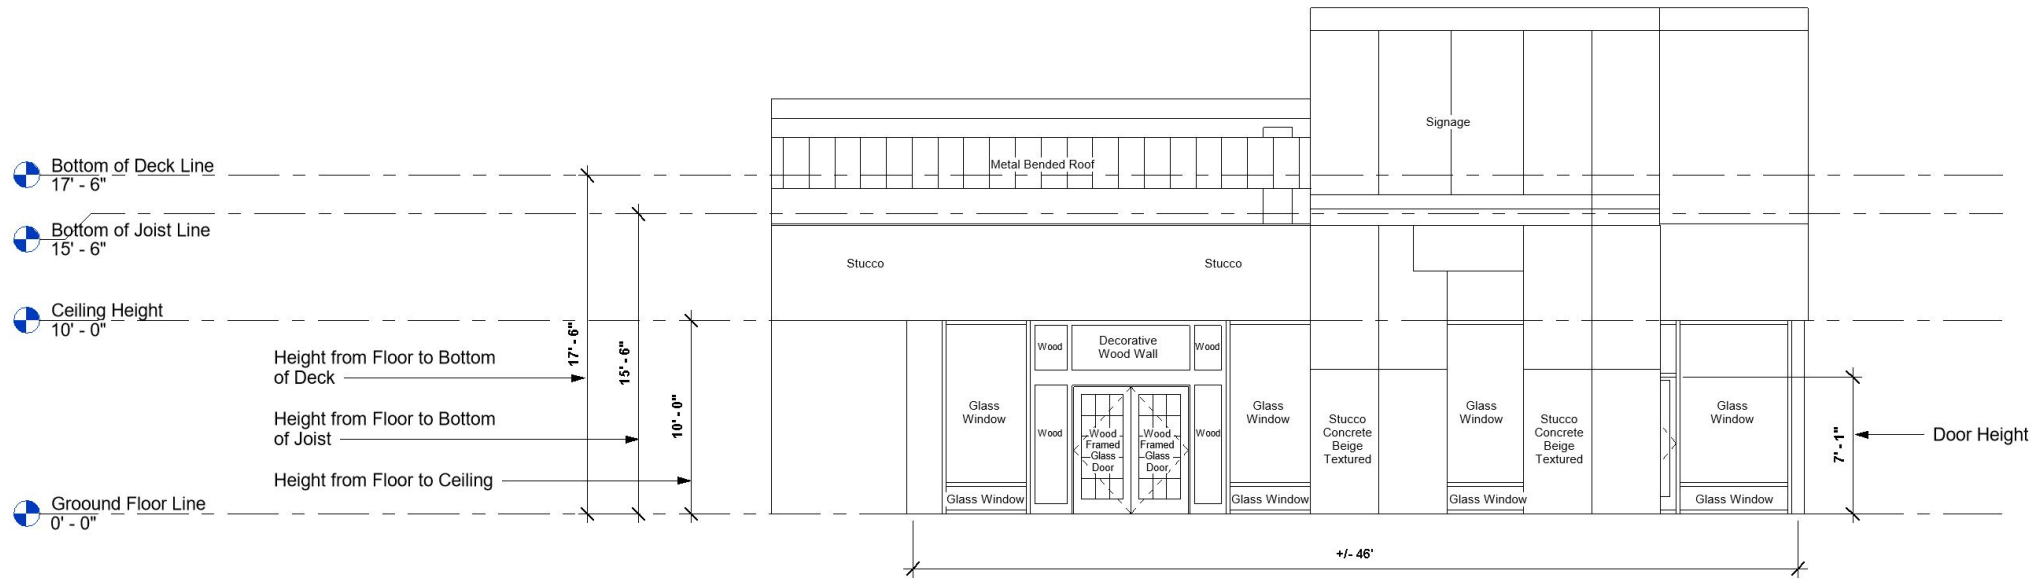 Bottom of Deck Line
17' - 6"
Bottom of Joist Line
15' - 6"
Ceiling Height
10' - 0"
GrOound Floor Line
0' - 0"
Height from Floor to Bottom
of Deck
Height from Floor to Bottom
of Joist
Height from Floor to Ceiling
17' - 6"
15' - 6"
10' - 0"
Signage
Metal Bended Roof
Stucco
Stucco
Wood
Decorative
Wood Wall
Wood
Glass
Window
Wood
Wood
Framed
Glass
Door
Wood
Framed
Glass
Door
Wood
Glass
Window
Stucco
Concrete
Beige
Textured
Glass
Window
Stucco
Concrete
Beige
Textured
Glass
Window
Glass Window
Glass Window
Glass Window
Glass Window
7' - 1"
Door Height
+/- 46'